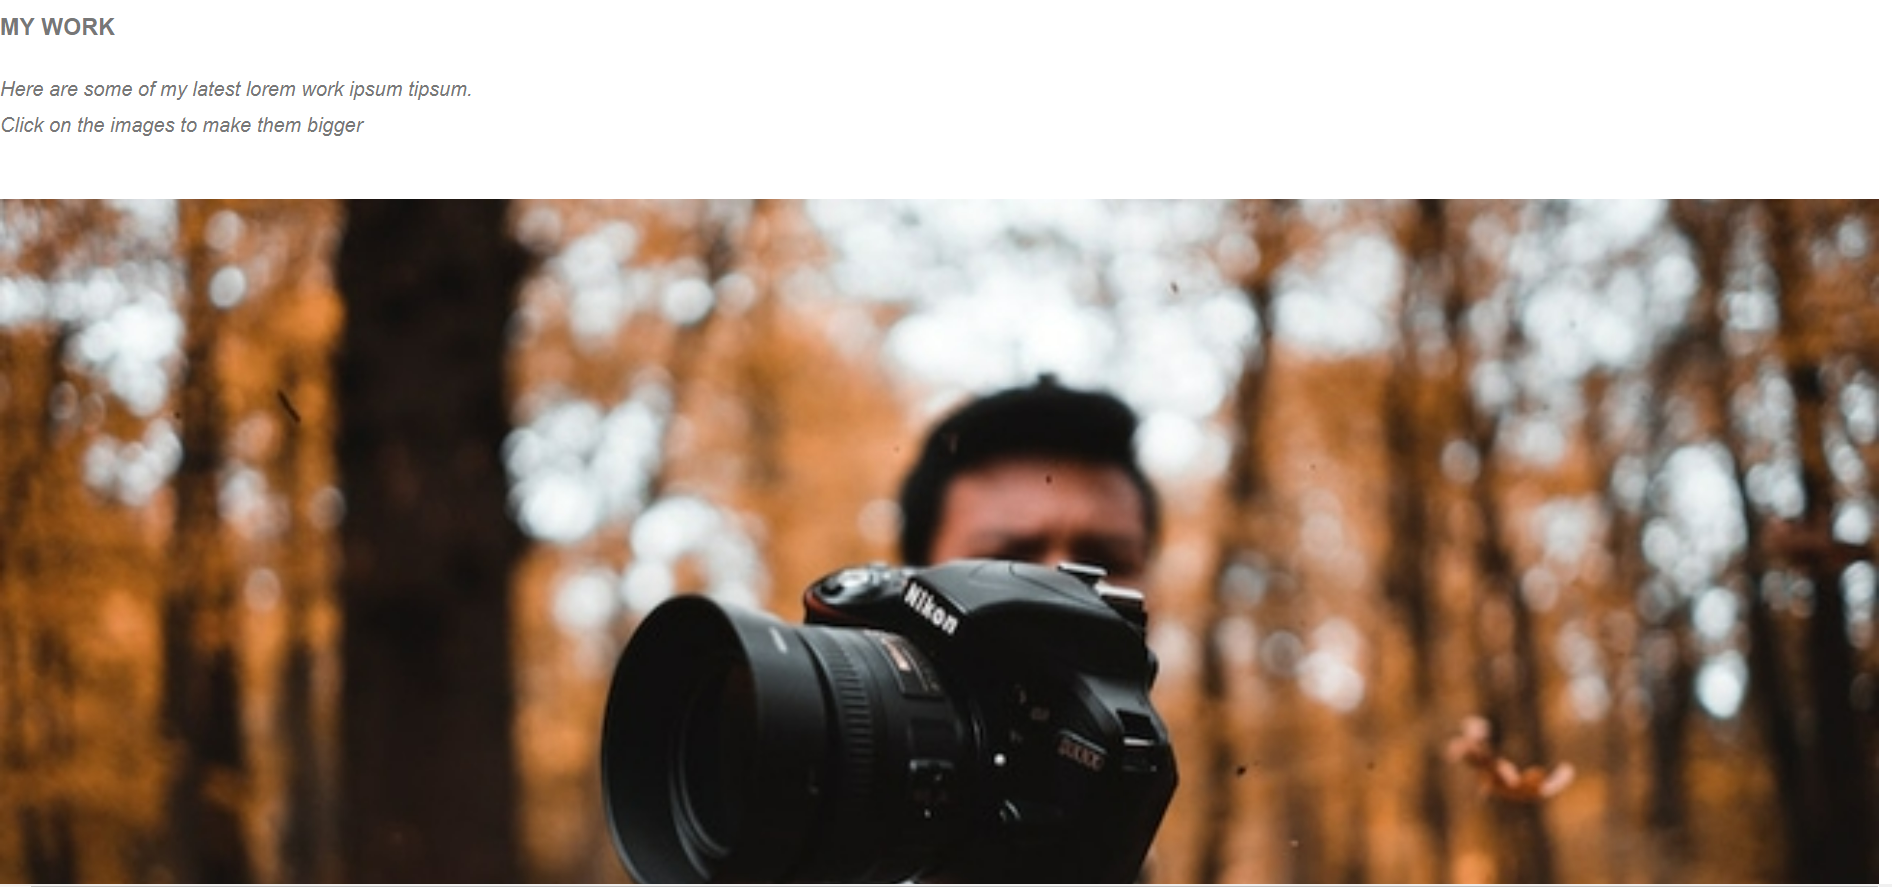 MY WORK
Here are some of my latest lorem work ipsum tipsum.
Click on the images to make them bigger
Nikon